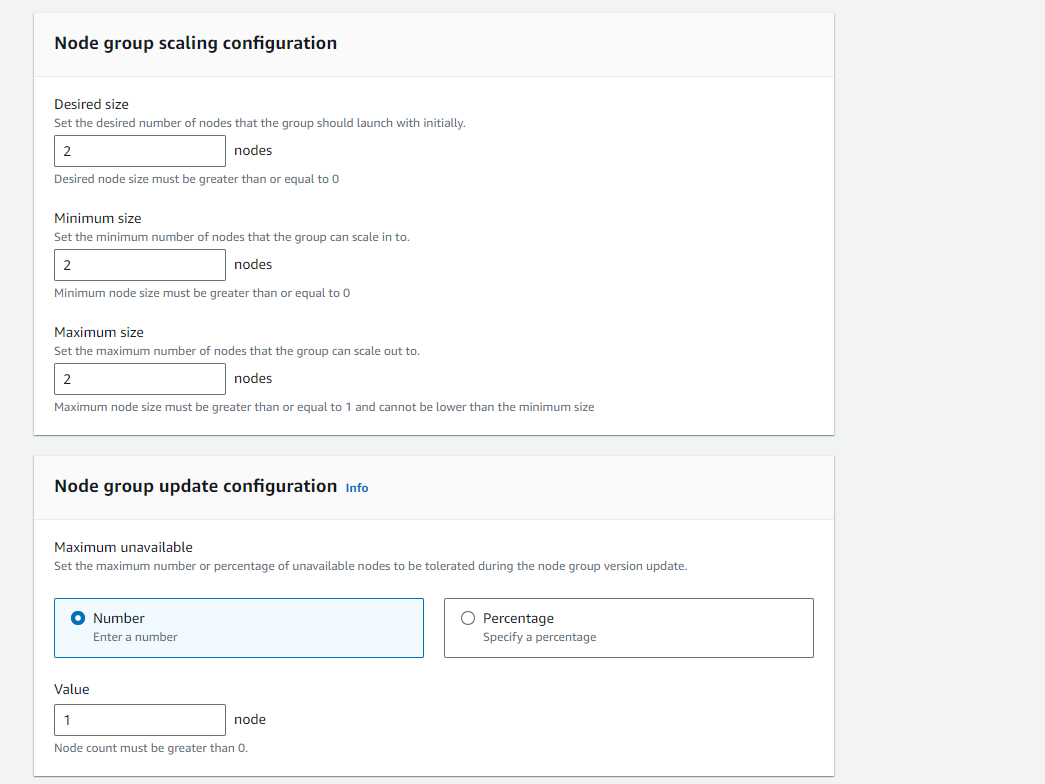 Node group scaling configuration
Desired size
Set the desired number of nodes that the group should launch with initially.
2 nodes
Desired node size must be greater than or equal to 0
Minimum size
Set the minimum number of nodes that the group can scale in to.
2 nodes
Minimum node size must be greater than or equal to 0
Maximum size
Set the maximum number of nodes that the group can scale out to.
2 nodes
Maximum node size must be greater than or equal to 1 and cannot be lower than the minimum size
Node group update configuration Info
Maximum unavailable
Set the maximum number or percentage of unavailable nodes to be tolerated during the node group version update.
Number Percentage
Enter a number Specify a percentage
Value
1 node
Node count must be greater than 0.